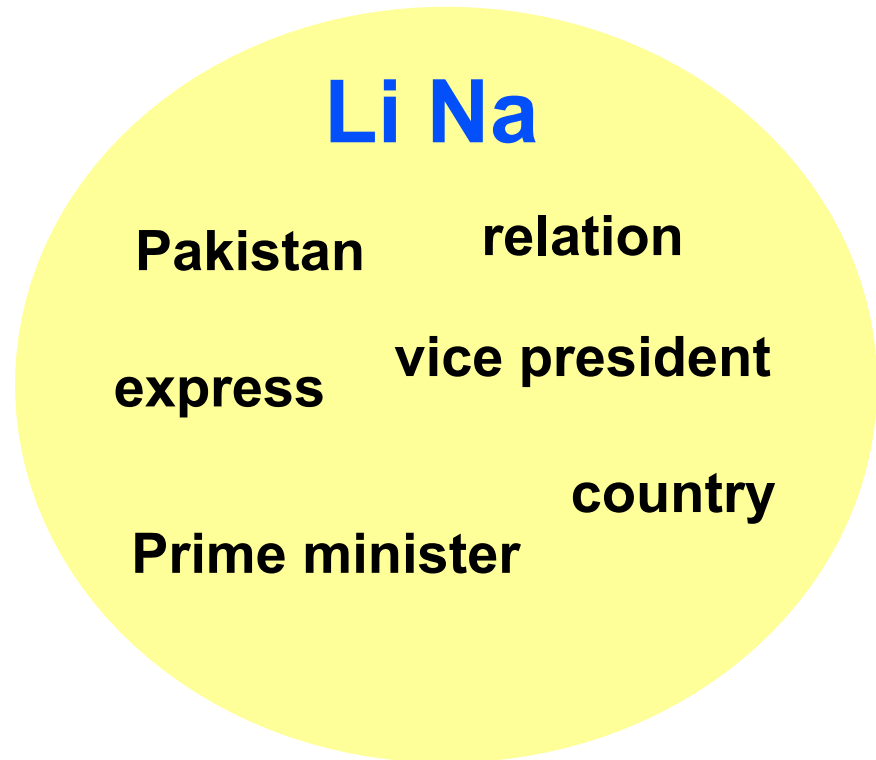 Li Na
Pakistan
relation
express
vice president
country
Prime minister